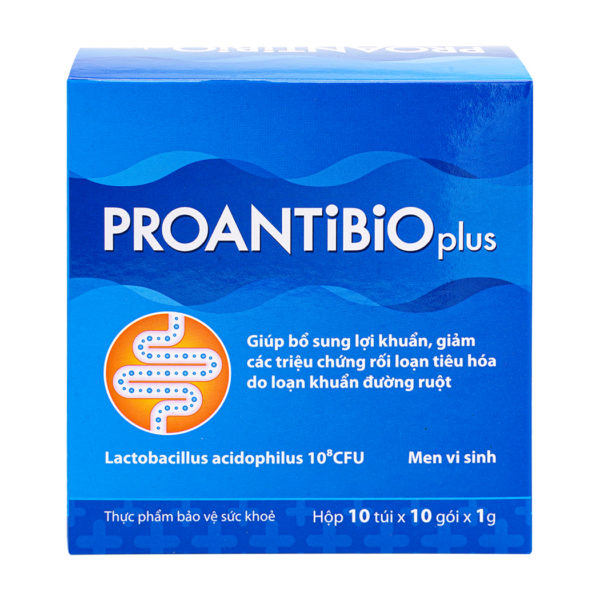 PROANTIBIO
PROANTiBiO plus
Giúp bổ sung lợi khuẩn, giảm
các triệu chứng rối loạn tiêu hóa
do loạn khuẩn đường ruột
Lactobacillus acidophilus 10⁸CFU Men vi sinh
Thực phẩm bảo vệ sức khoẻ Hộp 10 túi x 10 gói x 1g